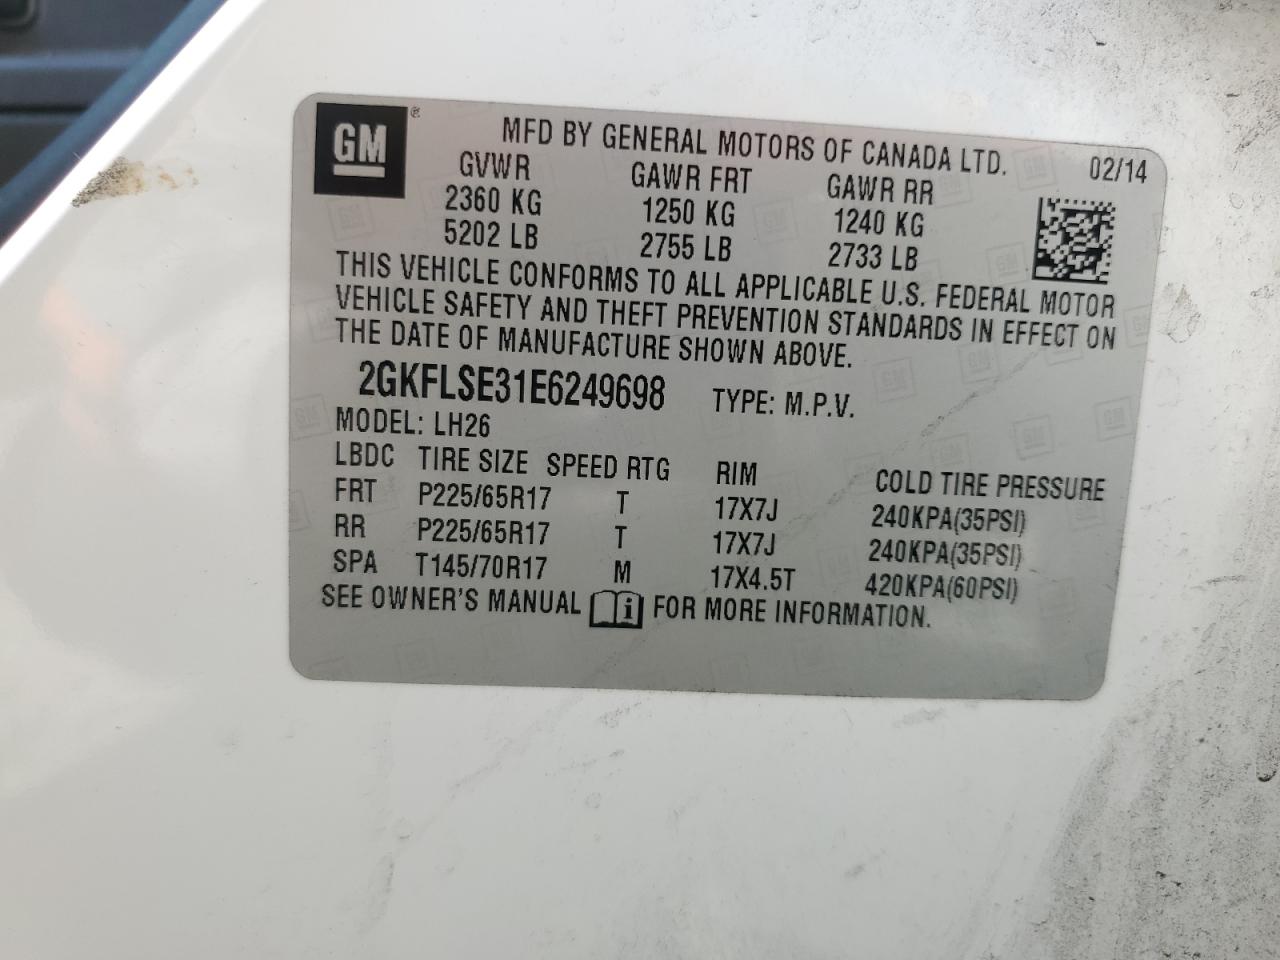 GM ®
MFD BY GENERAL MOTORS OF CANADA LTD. 02/14
GVWR GAWR FRT GAWR RR
2360 KG 1250 KG 1240 KG
5202 LB 2755 LB 2733 LB
THIS VEHICLE CONFORMS TO ALL APPLICABLE U.S. FEDERAL MOTOR
VEHICLE SAFETY AND THEFT PREVENTION STANDARDS IN EFFECT ON
THE DATE OF MANUFACTURE SHOWN ABOVE.
2GKFLSE31E6249698 TYPE: M.P.V.
MODEL: LH26
LBDC TIRE SIZE SPEED RTG RIM COLD TIRE PRESSURE
FRT P225/65R17 T 17X7J 240KPA(35PSI)
RR P225/65R17 T 17X7J 240KPA(35PSI)
SPA T145/70R17 M 17X4.5T 420KPA(60PSI)
SEE OWNER'S MANUAL i FOR MORE INFORMATION.